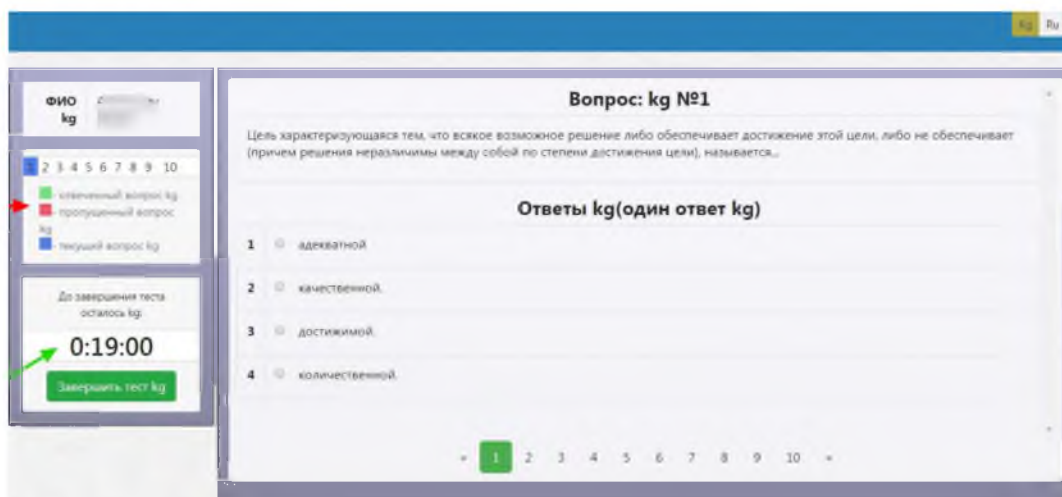 Kg Ru
ФИО
kg
1 2 3 4 5 6 7 8 9 10
- отвеченный вопрос kg
- пропущенный вопрос
kg
- текущий вопрос kg
До завершения теста
осталось kg:
0:19:00
Завершить тест kg
Вопрос: kg №1
Цель характеризующаяся тем, что всякое возможное решение либо обеспечивает достижение этой цели, либо не обеспечивает
(причем решения неразличимы между собой по степени достижения цели), называется...
Ответы kg(один ответ kg)
1 адекватной
2 качественной.
3 достижимой.
4 количественной.
« 1 2 3 4 5 6 7 8 9 10 »